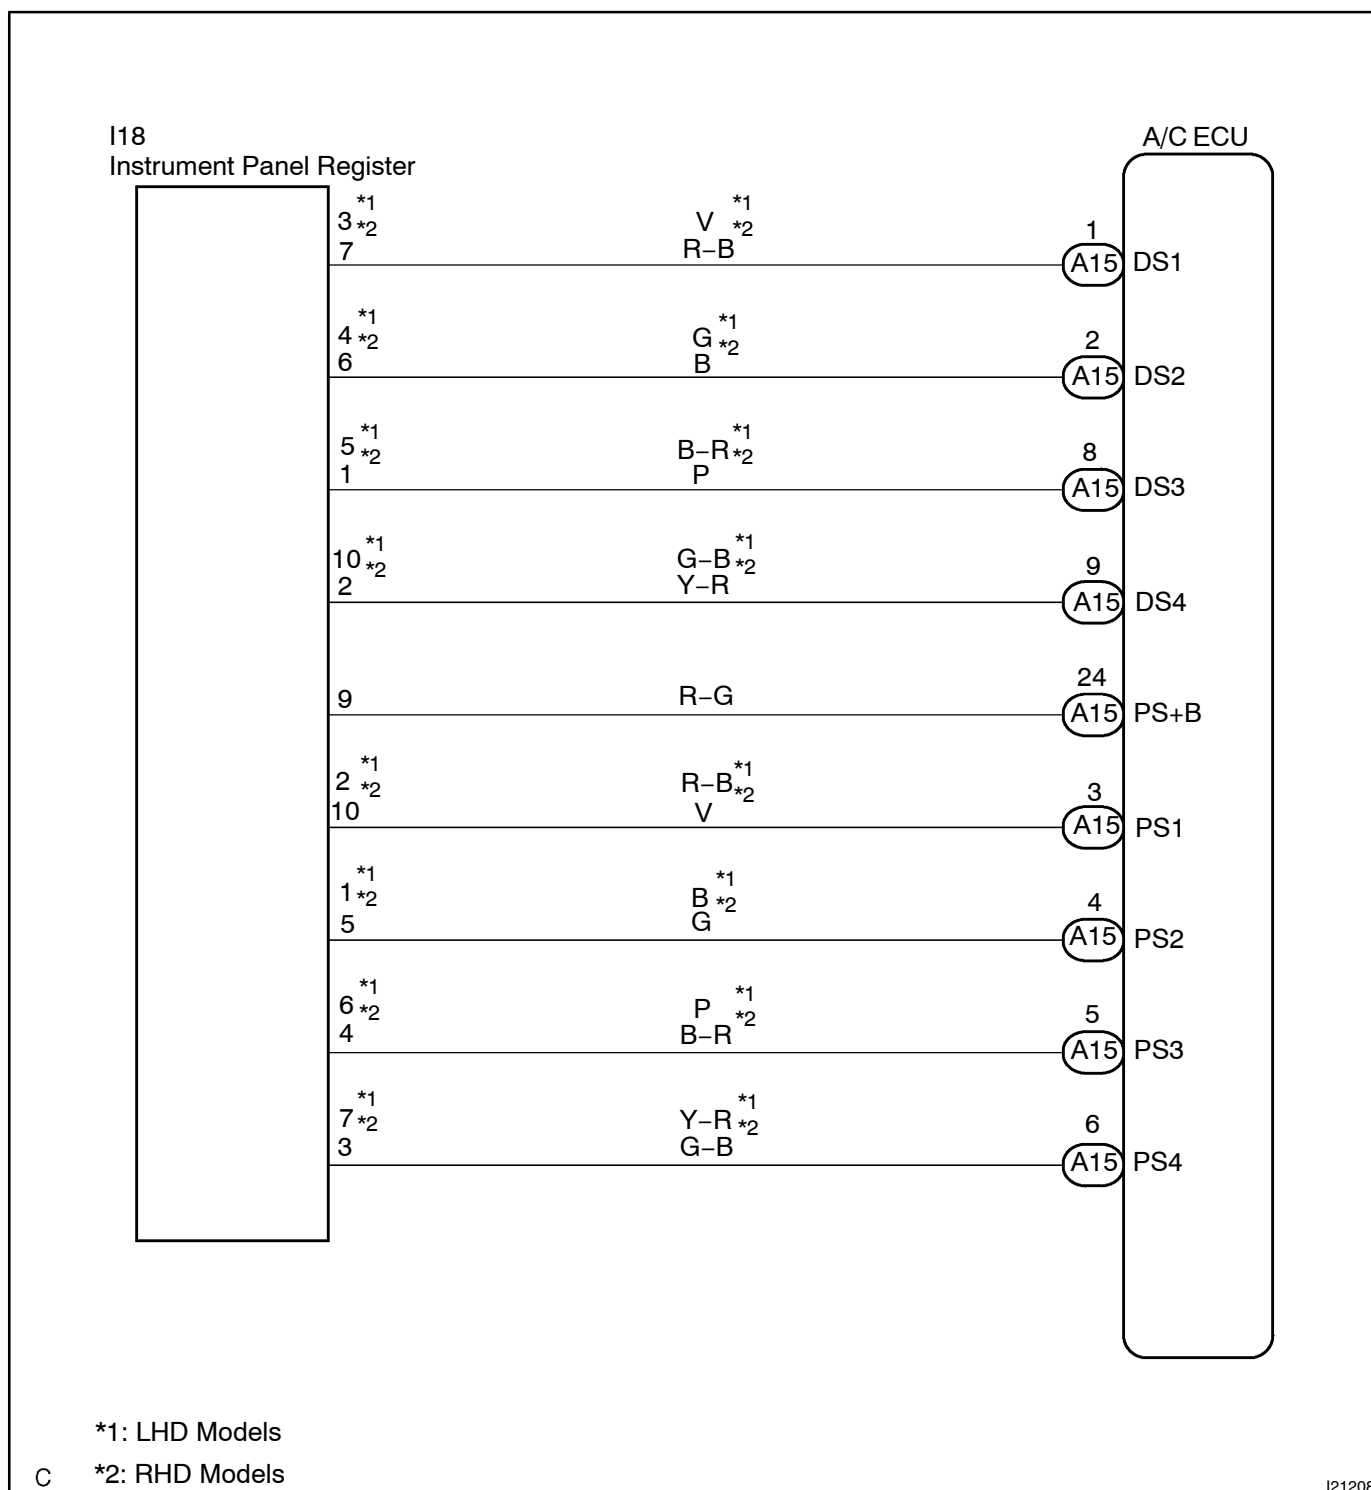 I18
A/C ECU
Instrument Panel Register
*1 *1
3 *2 V *2 1
7 R–B A15 DS1
*1 *1
4 *2 G *2 2
6 B A15 DS2
*1 *1
5 *2 B–R *2 8
1 P A15 DS3
*1 *1
10 *2 G–B *2 9
2 Y–R A15 DS4
24
9 R–G A15 PS+B
*1 *1
2 *2 R–B *2 3
10 V A15 PS1
*1 *1
1 *2 B *2 4
5 G A15 PS2
*1 *1
6 *2 P *2 5
4 B–R A15 PS3
*1 *1
7 *2 Y–R *2 6
3 G–B A15 PS4
*1: LHD Models
C *2: RHD Models
I21208